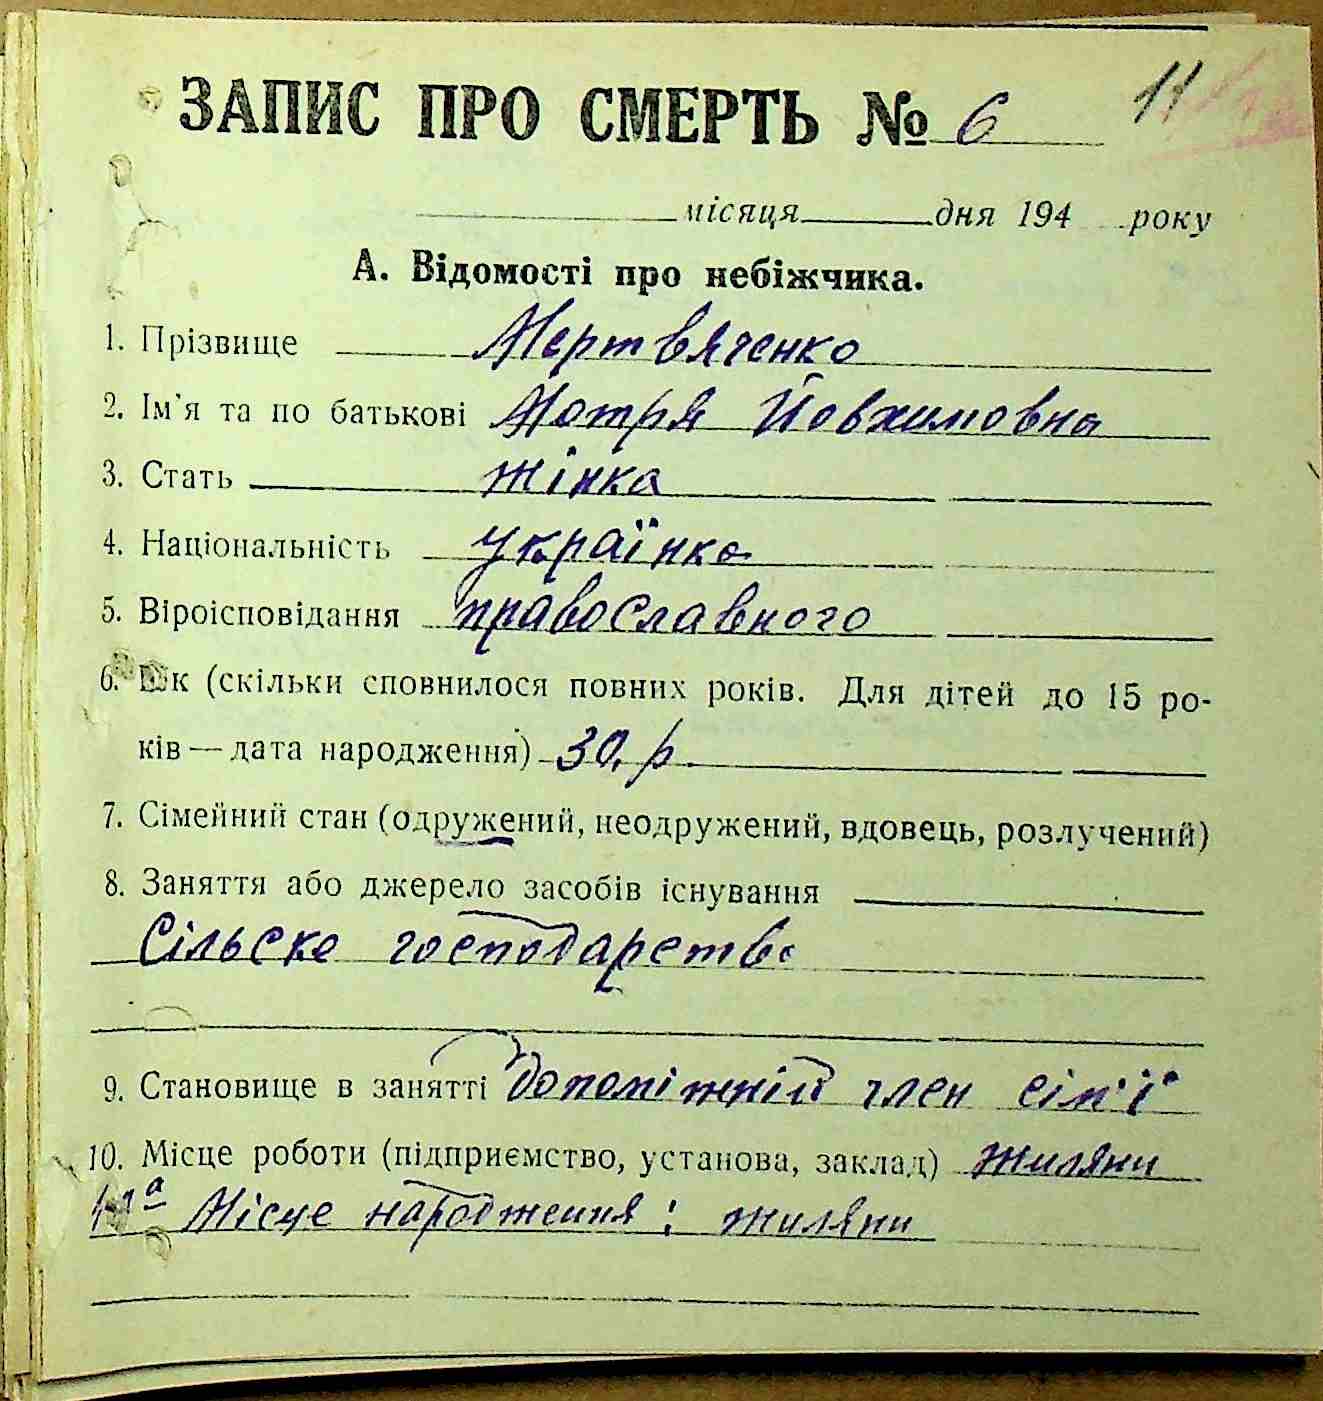 11
ЗАПИС ПРО СМЕРТЬ № 6
місяця дня 194 року
А. Відомості про небіжчика.
1. Прізвище Мертвяченко
2. Ім'я та по батькові Мотря Йовхимовна
3. Стать жінка
4. Національність українка
5. Віроісповідання православного
6. Вік (скільки сповнилося повних років. Для дітей до 15 ро-
ків — дата народження) 30. р.
7. Сімейний стан (одружений, неодружений, вдовець, розлучений)
8. Заняття або джерело засобів існування
Сільске господарство
9. Становище в занятті допоміжній член сім'ї
10. Місце роботи (підприємство, установа, заклад) Жиляни
Місце народження: Жиляни